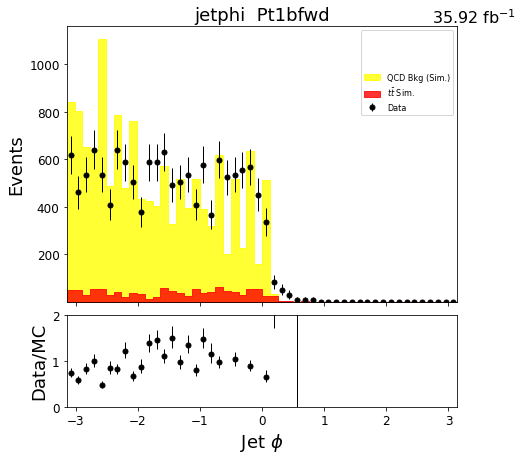 jetphi Pt1bfwd
35.92 fb⁻¹
QCD Bkg (Sim.)
tt̄ Sim.
Data
Events
1000
800
600
400
200
Data/MC
2
1
0
−3 −2 −1 0 1 2 3
Jet ϕ